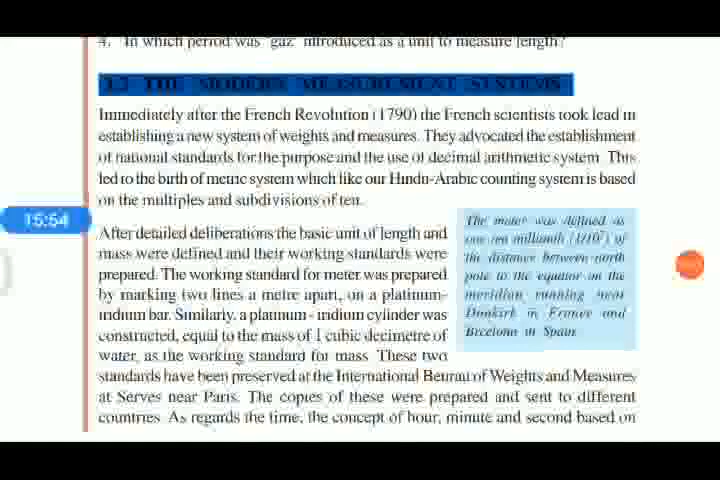 4. In which period was 'gaz' introduced as a unit to measure length?
1.2 THE MODERN MEASUREMENT SYSTEMS
Immediately after the French Revolution (1790) the French scientists took lead in
establishing a new system of weights and measures. They advocated the establishment
of national standards for the purpose and the use of decimal arithmetic system. This
led to the birth of metric system which like our Hindu-Arabic counting system is based
on the multiples and subdivisions of ten.
15:54
After detailed deliberations the basic unit of length and
mass were defined and their working standards were
prepared. The working standard for meter was prepared
by marking two lines a metre apart, on a platinum-
iridium bar. Similarly, a platinum - iridium cylinder was
constructed, equal to the mass of 1 cubic decimetre of
water, as the working standard for mass. These two
standards have been preserved at the International Beurau of Weights and Measures
at Serves near Paris. The copies of these were prepared and sent to different
countries. As regards the time, the concept of hour, minute and second based on
The meter was defined as
one ten millionth (1/10⁷) of
the distance between north
pole to the equator on the
meridian running near
Dunkirk in France and
Brcelona in Spain